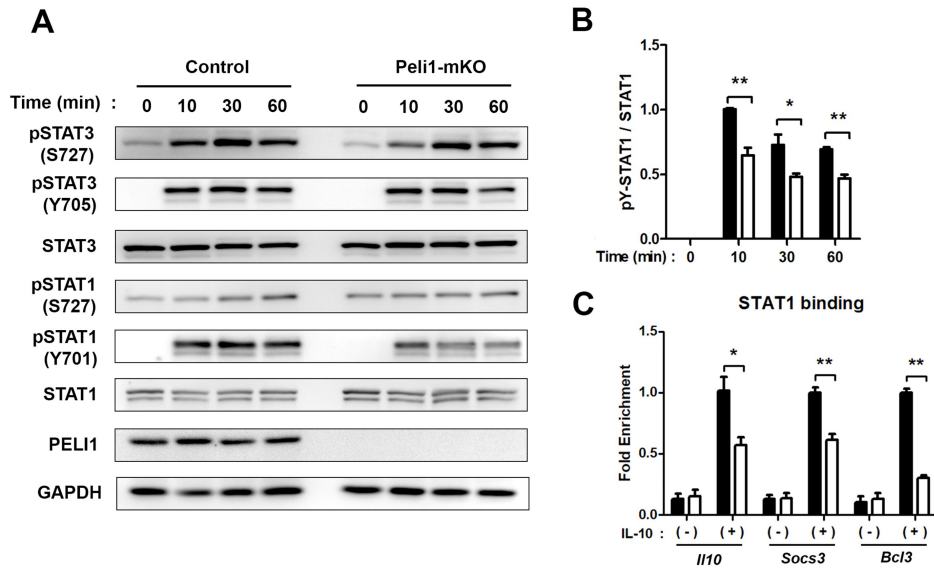 A
Control Peli1-mKO
Time (min) : 0 10 30 60 0 10 30 60
pSTAT3
(S727)
pSTAT3
(Y705)
STAT3
pSTAT1
(S727)
pSTAT1
(Y701)
STAT1
PELI1
GAPDH
B
pY-STAT1 / STAT1
1.5
1.0
0.5
0.0
** * **
Time (min) : 0 10 30 60
C
STAT1 binding
Fold Enrichment
1.5
1.0
0.5
0.0
* ** **
IL-10 : (-) (+) (-) (+) (-) (+)
Il10 Socs3 Bcl3